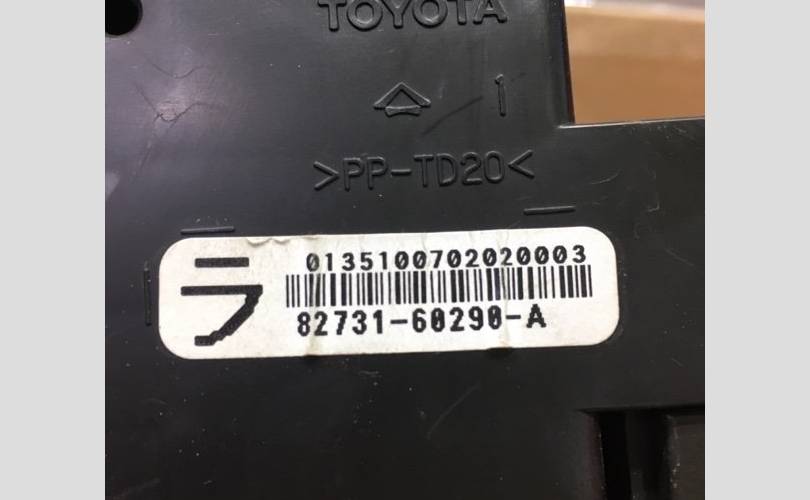 TOYOTA
1
>PP-TD20<
ラ
0135100702020003
82731-60290-A